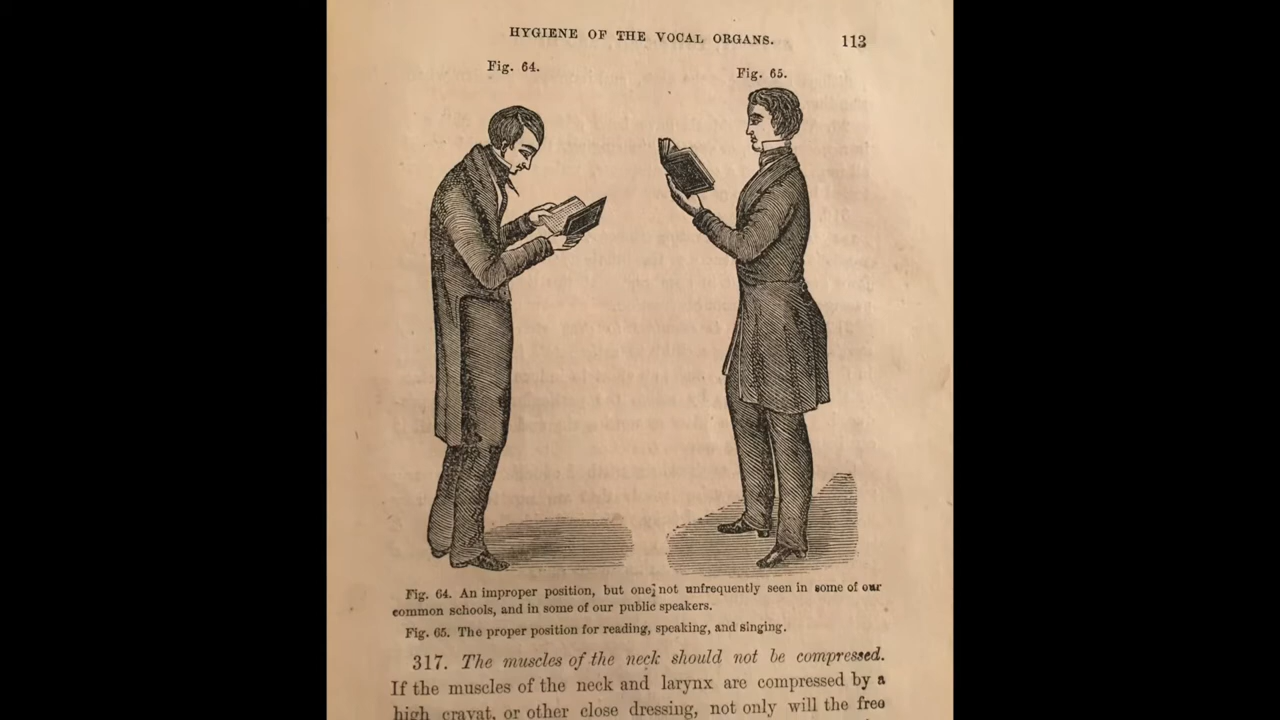 HYGIENE OF THE VOCAL ORGANS. 113
Fig. 64. Fig. 65.
Fig. 64. An improper position, but one, not unfrequently seen in some of our
common schools, and in some of our public speakers.
Fig. 65. The proper position for reading, speaking, and singing.
317. The muscles of the neck should not be compressed.
If the muscles of the neck and larynx are compressed by a
high cravat, or other close dressing, not only will the free